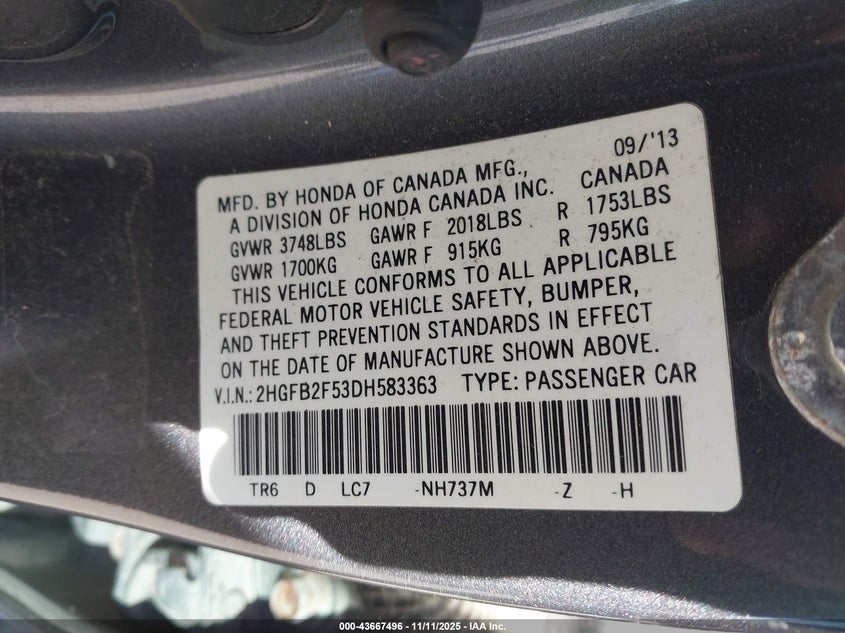 09/'13
MFD. BY HONDA OF CANADA MFG., CANADA
A DIVISION OF HONDA CANADA INC.
GVWR 3748LBS GAWR F 2018LBS R 1753LBS
GVWR 1700KG GAWR F 915KG R 795KG
THIS VEHICLE CONFORMS TO ALL APPLICABLE
FEDERAL MOTOR VEHICLE SAFETY, BUMPER,
AND THEFT PREVENTION STANDARDS IN EFFECT
ON THE DATE OF MANUFACTURE SHOWN ABOVE.
V.I.N.: 2HGFB2F53DH583363 TYPE: PASSENGER CAR
TR6 D LC7 -NH737M -Z -H
000-43667496 - 11/11/2025 - IAA Inc.